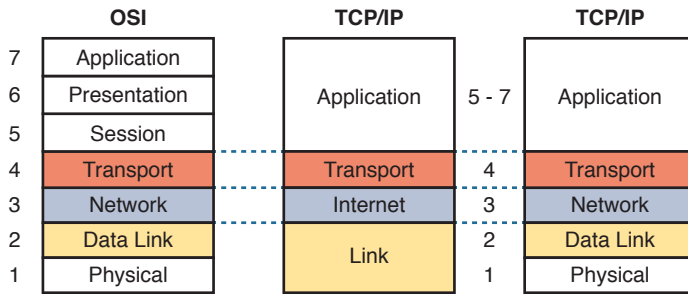 OSI TCP/IP TCP/IP
7 Application
6 Presentation Application 5 - 7 Application
5 Session
4 Transport Transport 4 Transport
3 Network Internet 3 Network
2 Data Link Link 2 Data Link
1 Physical 1 Physical